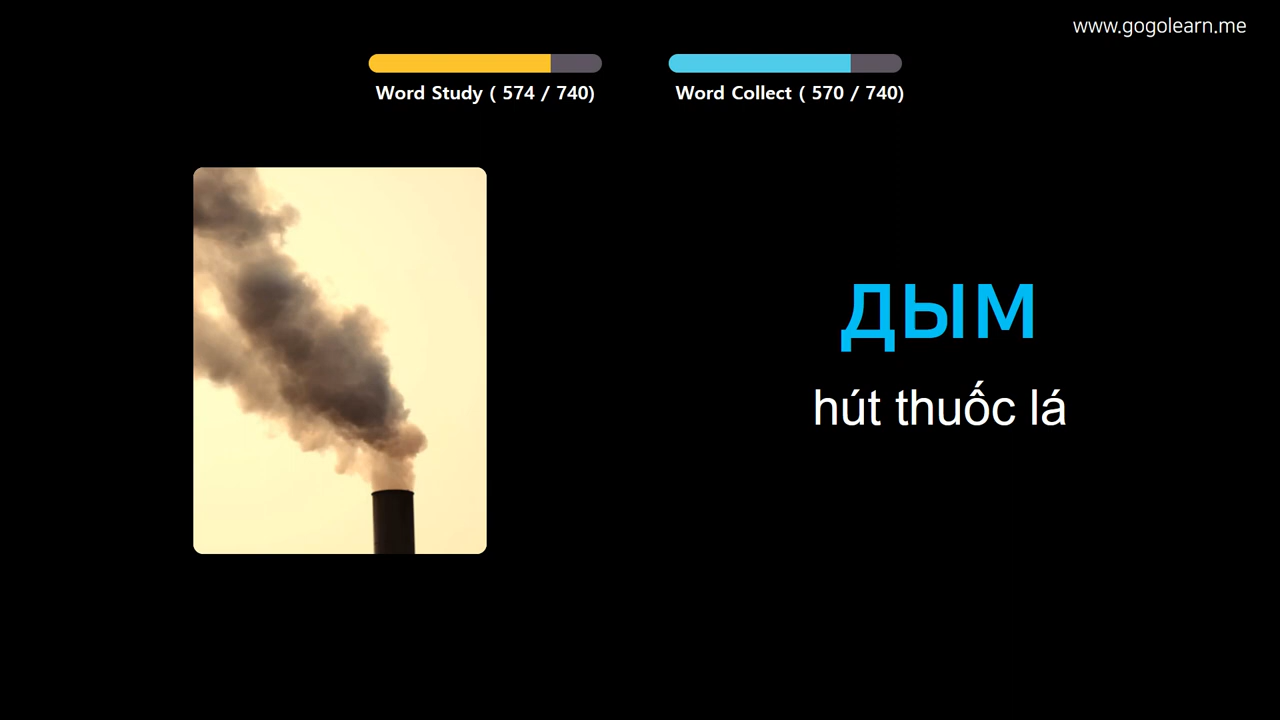 www.gogolearn.me
Word Study ( 574 / 740)
Word Collect ( 570 / 740)
дым
hút thuốc lá